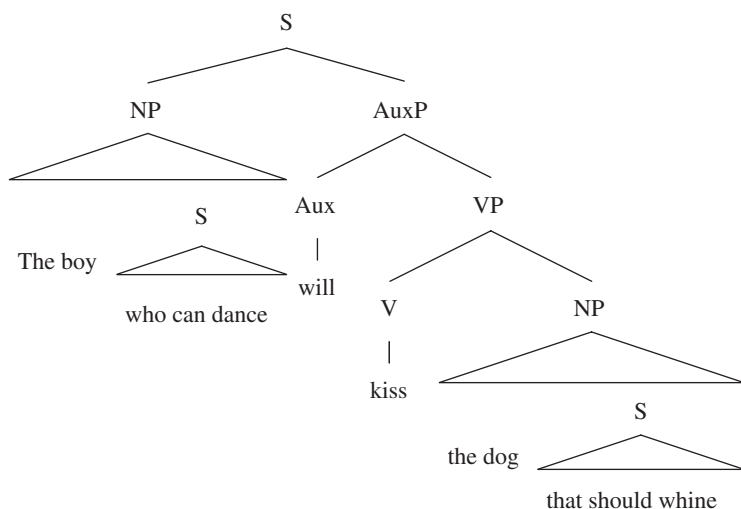 S
NP AuxP
S Aux VP
The boy
who can dance
will
V NP
kiss
S
the dog
that should whine